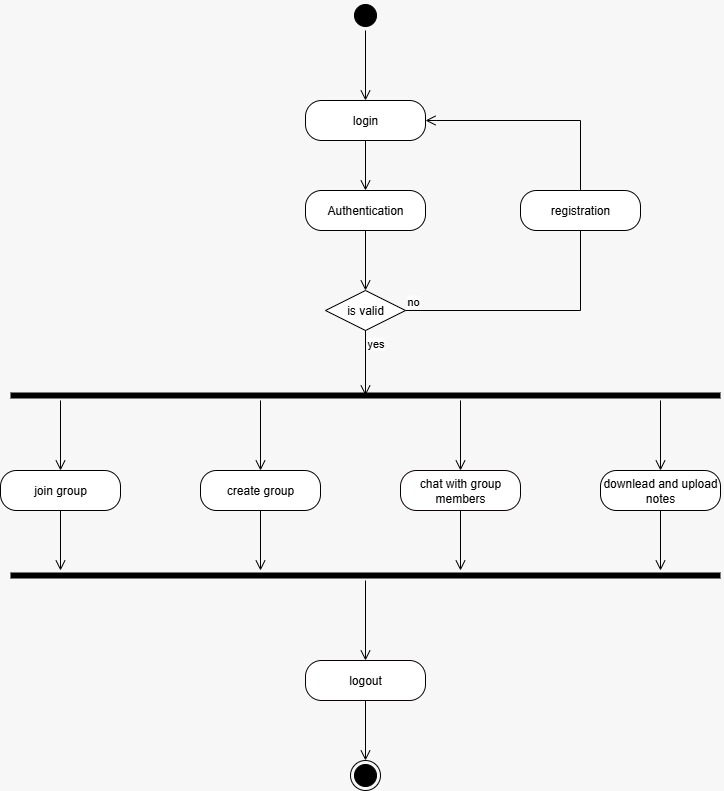 login
Authentication
registration
is valid
no
yes
join group
create group
chat with group
members
downlead and upload
notes
logout